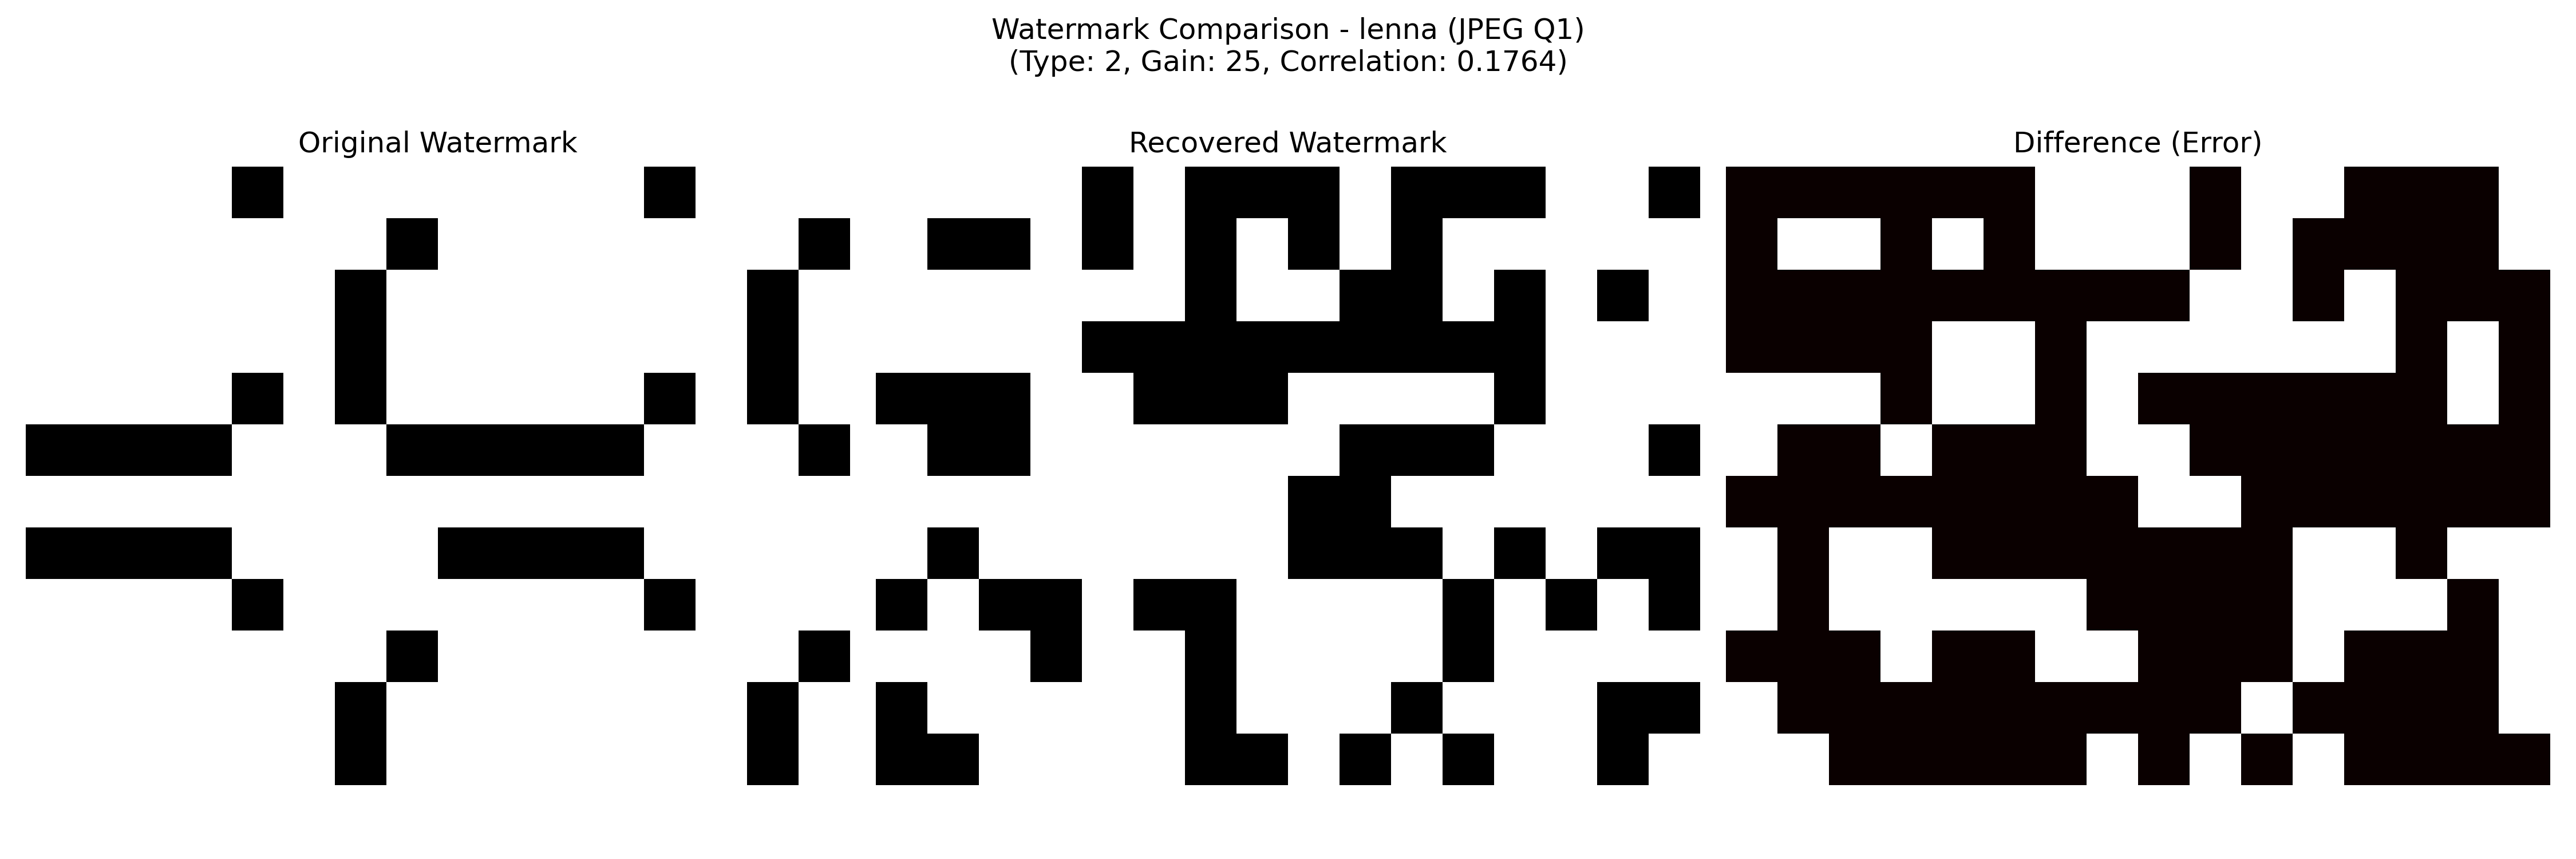 Watermark Comparison - lenna (JPEG Q1)
(Type: 2, Gain: 25, Correlation: 0.1764)
Original Watermark
Recovered Watermark
Difference (Error)